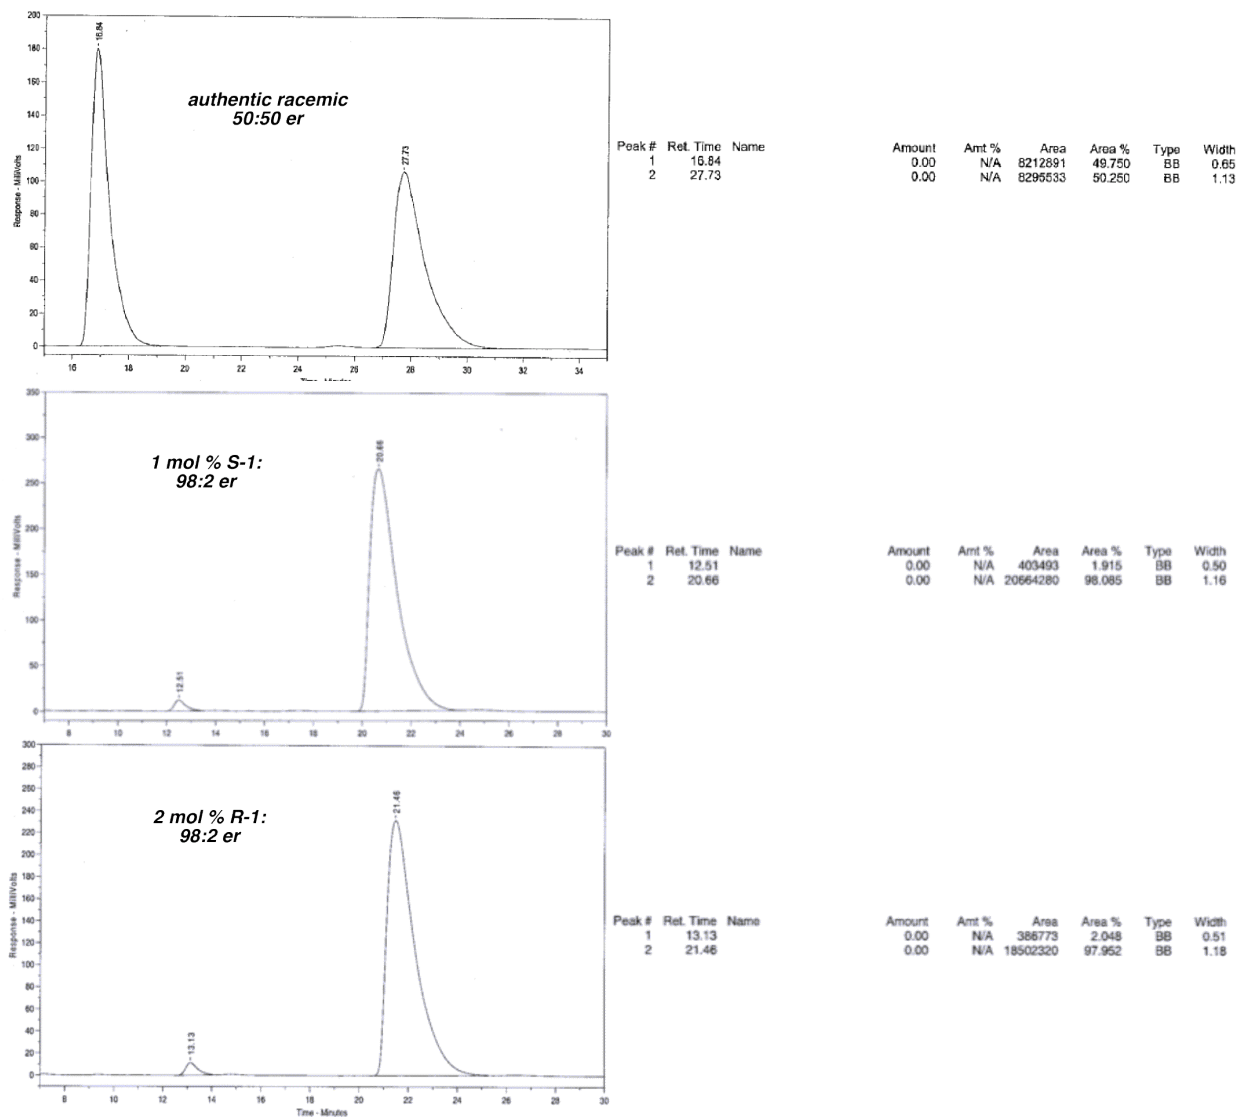 200
180
160
140
120
100
80
60
40
20
0
Response - MilliVolts
16.84
27.73
authentic racemic
50:50 er
16 18 20 22 24 26 28 30 32 34
Time - Minutes
Peak # Ret. Time Name Amount Amt % Area Area % Type Width
1 16.84 0.00 N/A 8212891 49.750 BB 0.65
2 27.73 0.00 N/A 8295533 50.250 BB 1.13
350
300
250
200
150
100
50
0
Response - MilliVolts
12.51
20.66
1 mol % S-1:
98:2 er
8 10 12 14 16 18 20 22 24 26 28 30
Peak # Ret. Time Name Amount Amt % Area Area % Type Width
1 12.51 0.00 N/A 403493 1.915 BB 0.50
2 20.66 0.00 N/A 20664280 98.085 BB 1.16
300
280
260
240
220
200
180
160
140
120
100
80
60
40
20
0
Response - MilliVolts
13.13
21.46
2 mol % R-1:
98:2 er
8 10 12 14 16 18 20 22 24 26 28 30
Time - Minutes
Peak # Ret. Time Name Amount Amt % Area Area % Type Width
1 13.13 0.00 N/A 386773 2.048 BB 0.51
2 21.46 0.00 N/A 18502320 97.952 BB 1.18